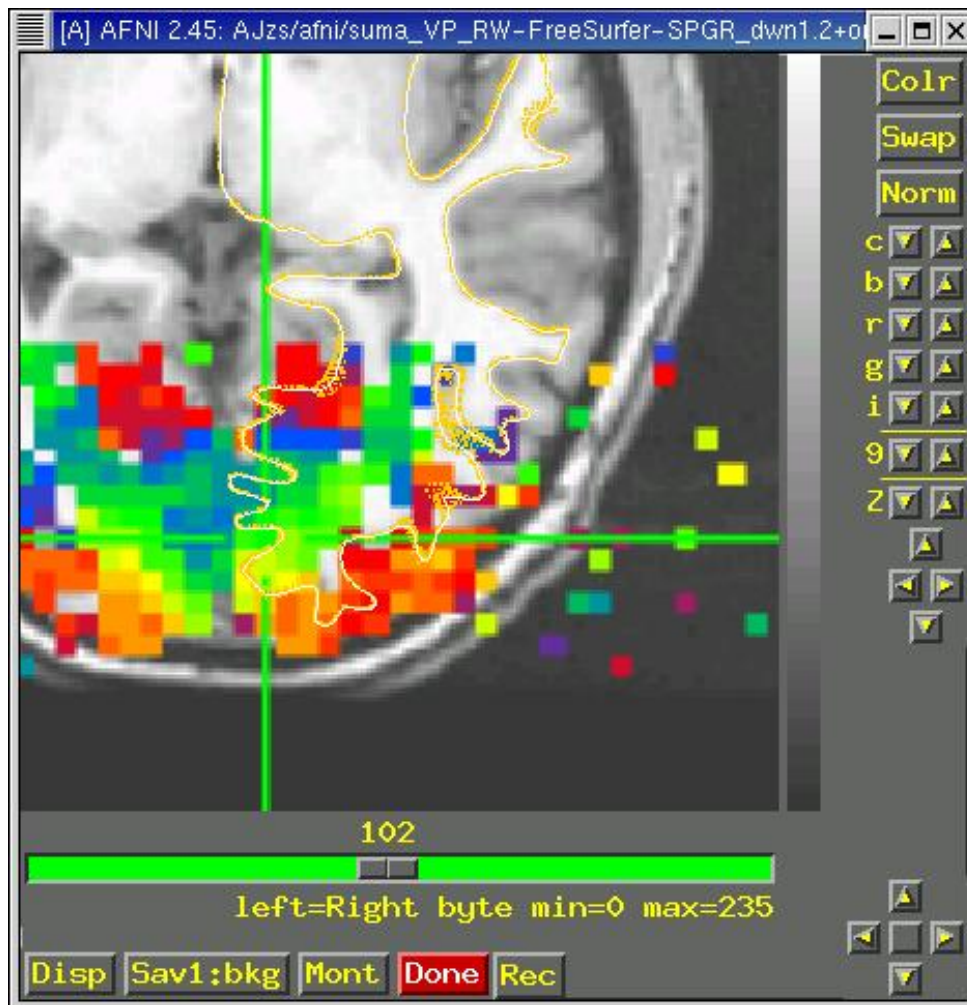 [A] AFNI 2.45: AJzs/afni/suma_VP_RW-FreeSurfer-SPGR_dwn1.2+or
Colr
Swap
Norm
c
b
r
g
i
9
Z
102
left=Right byte min=0 max=235
Disp Sav1:bkg Mont Done Rec